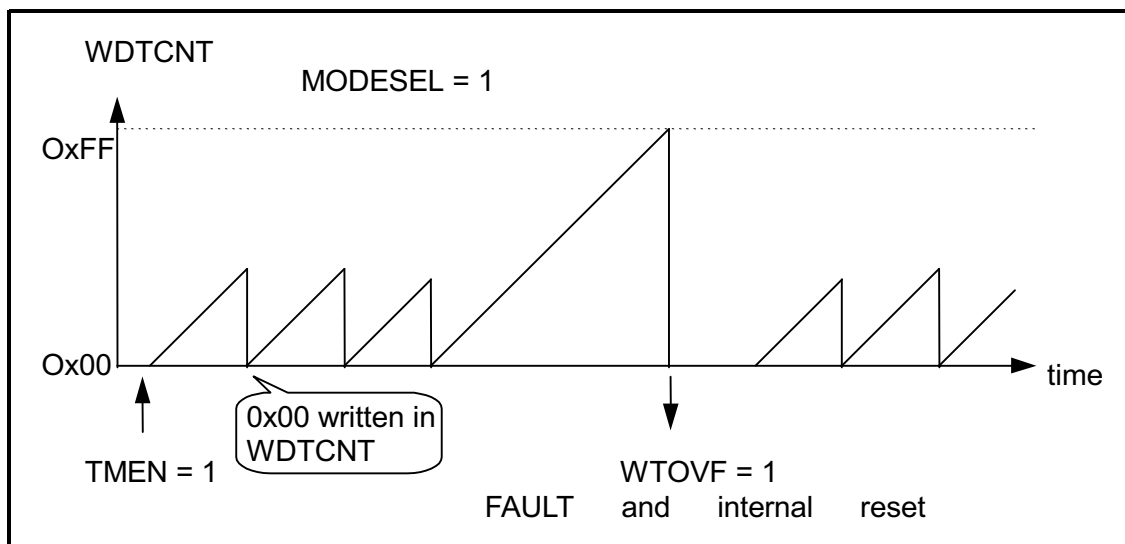 WDTCNT
MODESEL = 1
OxFF
Ox00
time
0x00 written in
WDTCNT
TMEN = 1
WTOVF = 1
FAULT and internal reset